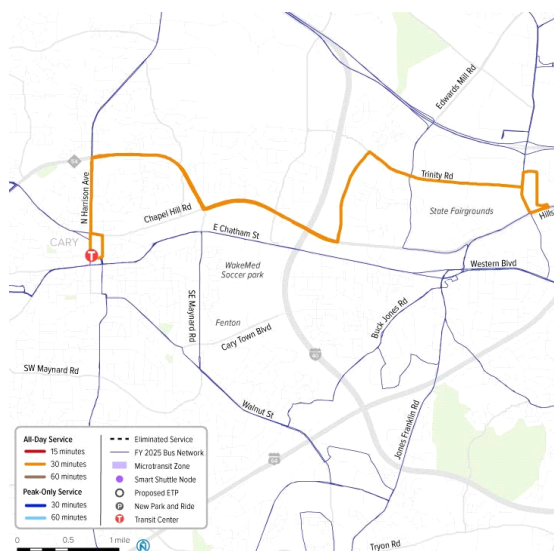 Edwards Mill Rd
54
N Harrison Ave
Trinity Rd
Chapel Hill Rd
State Fairgrounds
Hills
E Chatham St
CARY
T
WakeMed
Soccer park
Western Blvd
SE Maynard Rd
Fenton
Cary Town Blvd
Buck Jones Rd
40
SW Maynard Rd
Walnut St
Jones Franklin Rd
64
Tryon Rd
All-Day Service
15 minutes
30 minutes
60 minutes
Peak-Only Service
30 minutes
60 minutes
Eliminated Service
FY 2025 Bus Network
Microtransit Zone
Smart Shuttle Node
Proposed ETP
P New Park and Ride
T Transit Center
0 0.5 1 mile
N